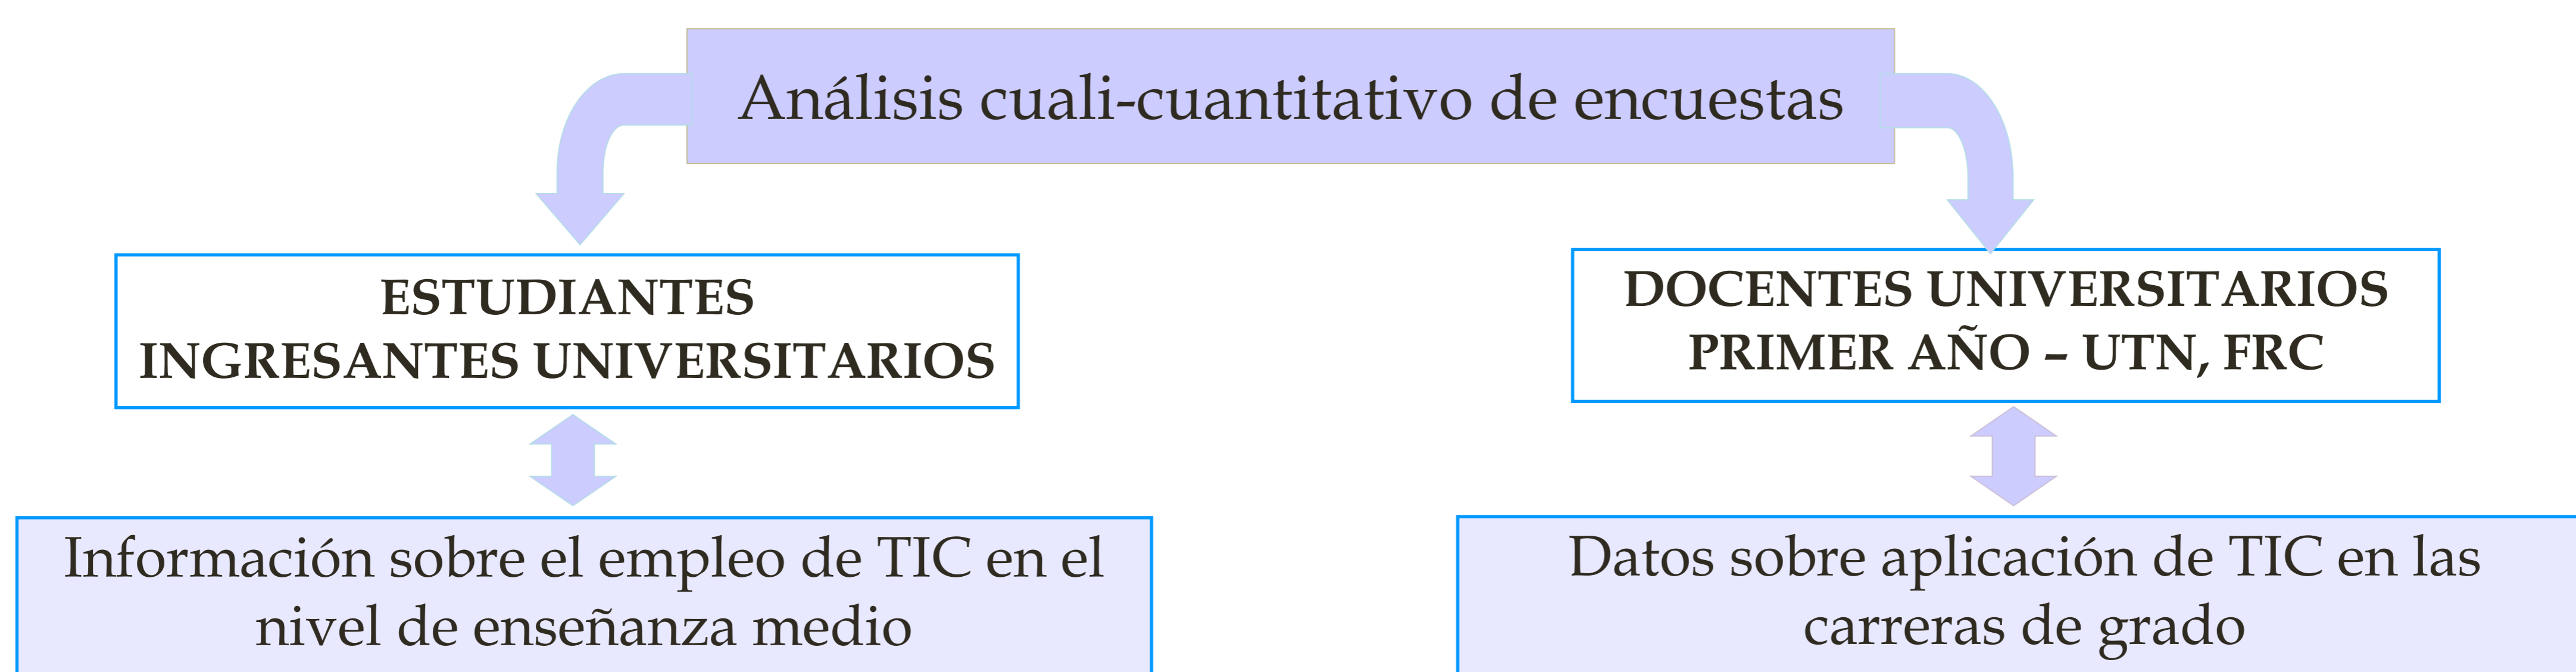 Análisis cuali-cuantitativo de encuestas
ESTUDIANTES
INGRESANTES UNIVERSITARIOS
DOCENTES UNIVERSITARIOS
PRIMER AÑO – UTN, FRC
Información sobre el empleo de TIC en el
nivel de enseñanza medio
Datos sobre aplicación de TIC en las
carreras de grado